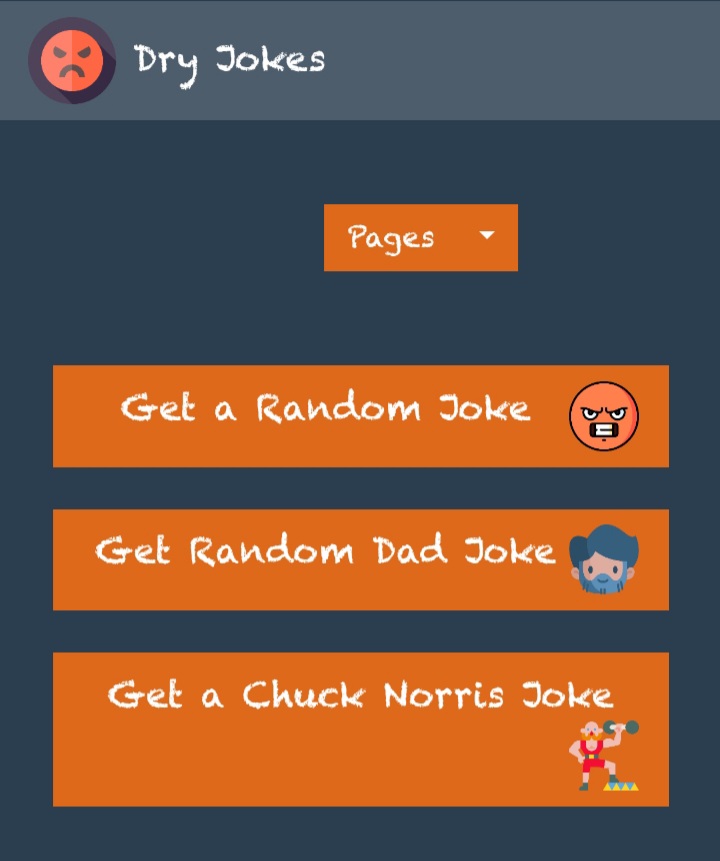 Dry Jokes
Pages
Get a Random Joke
Get Random Dad Joke
Get a Chuck Norris Joke